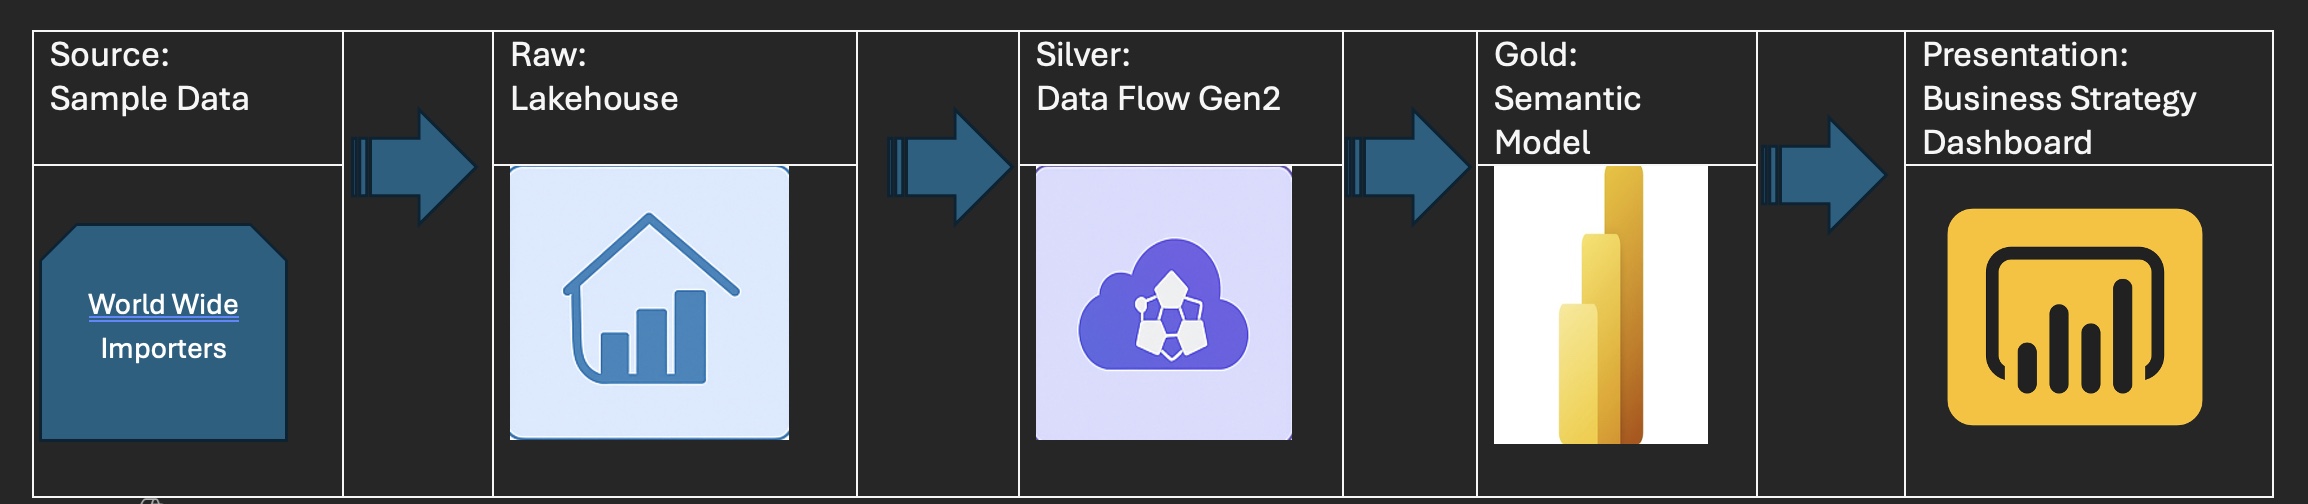 Source:
Sample Data
Raw:
Lakehouse
Silver:
Data Flow Gen2
Gold:
Semantic
Model
Presentation:
Business Strategy
Dashboard
World Wide
Importers